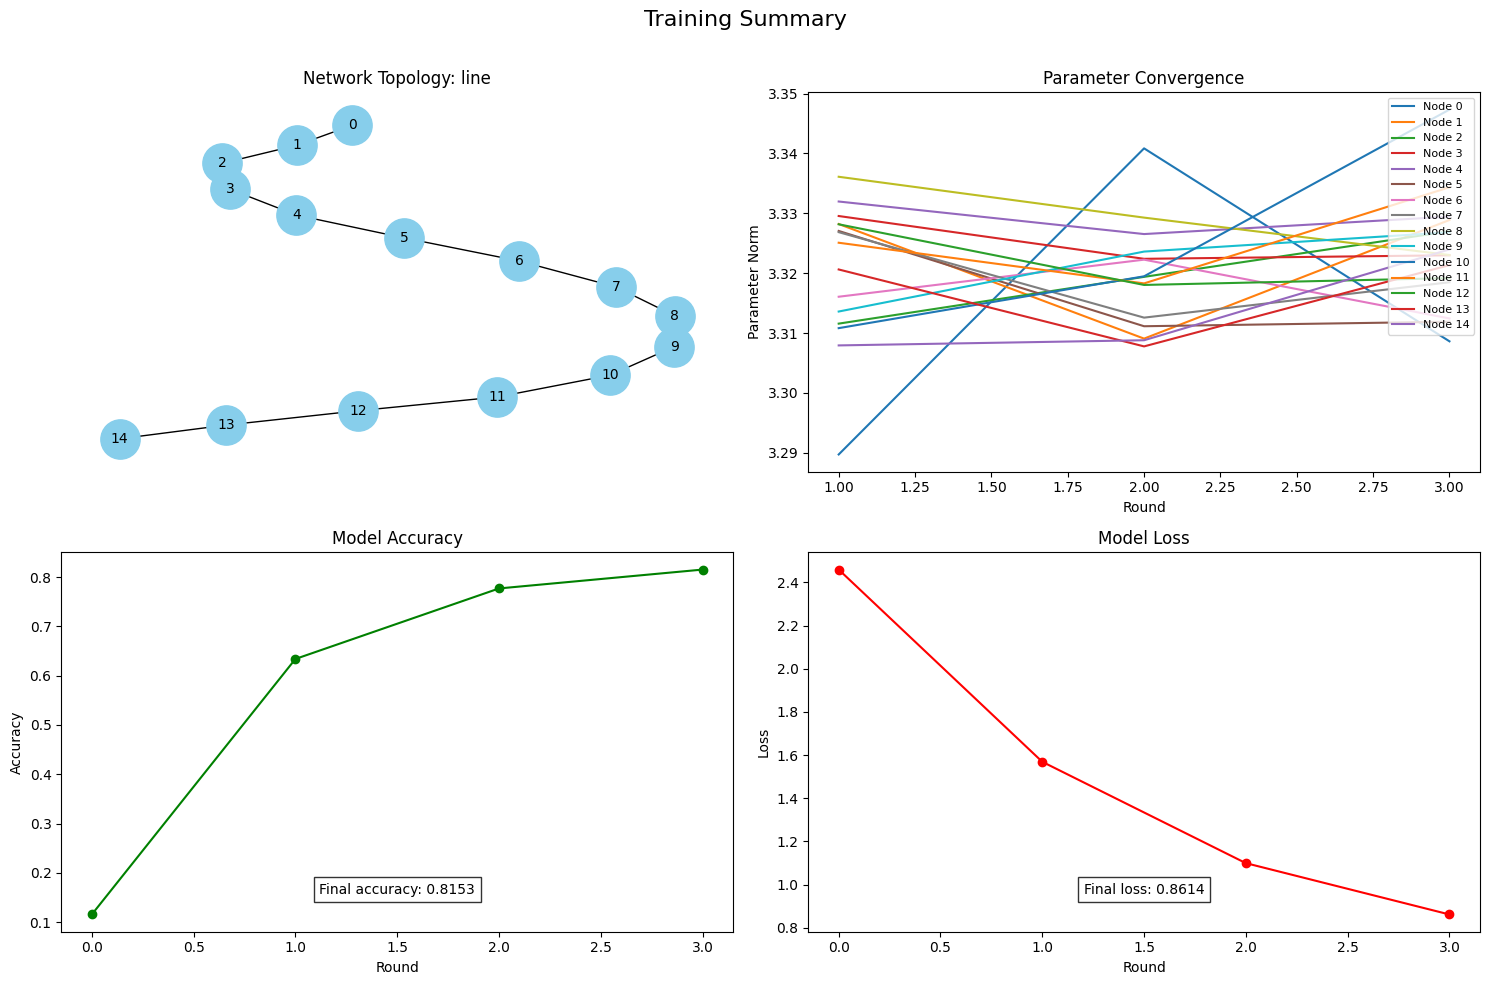 Training Summary
Network Topology: line
0
1
2
3
4
5
6
7
8
9
10
11
12
13
14
Parameter Convergence
Parameter Norm
3.35
3.34
3.33
3.32
3.31
3.30
3.29
Node 0
Node 1
Node 2
Node 3
Node 4
Node 5
Node 6
Node 7
Node 8
Node 9
Node 10
Node 11
Node 12
Node 13
Node 14
1.00 1.25 1.50 1.75 2.00 2.25 2.50 2.75 3.00
Round
Model Accuracy
Accuracy
0.8
0.7
0.6
0.5
0.4
0.3
0.2
0.1
Final accuracy: 0.8153
0.0 0.5 1.0 1.5 2.0 2.5 3.0
Round
Model Loss
Loss
2.4
2.2
2.0
1.8
1.6
1.4
1.2
1.0
0.8
Final loss: 0.8614
0.0 0.5 1.0 1.5 2.0 2.5 3.0
Round